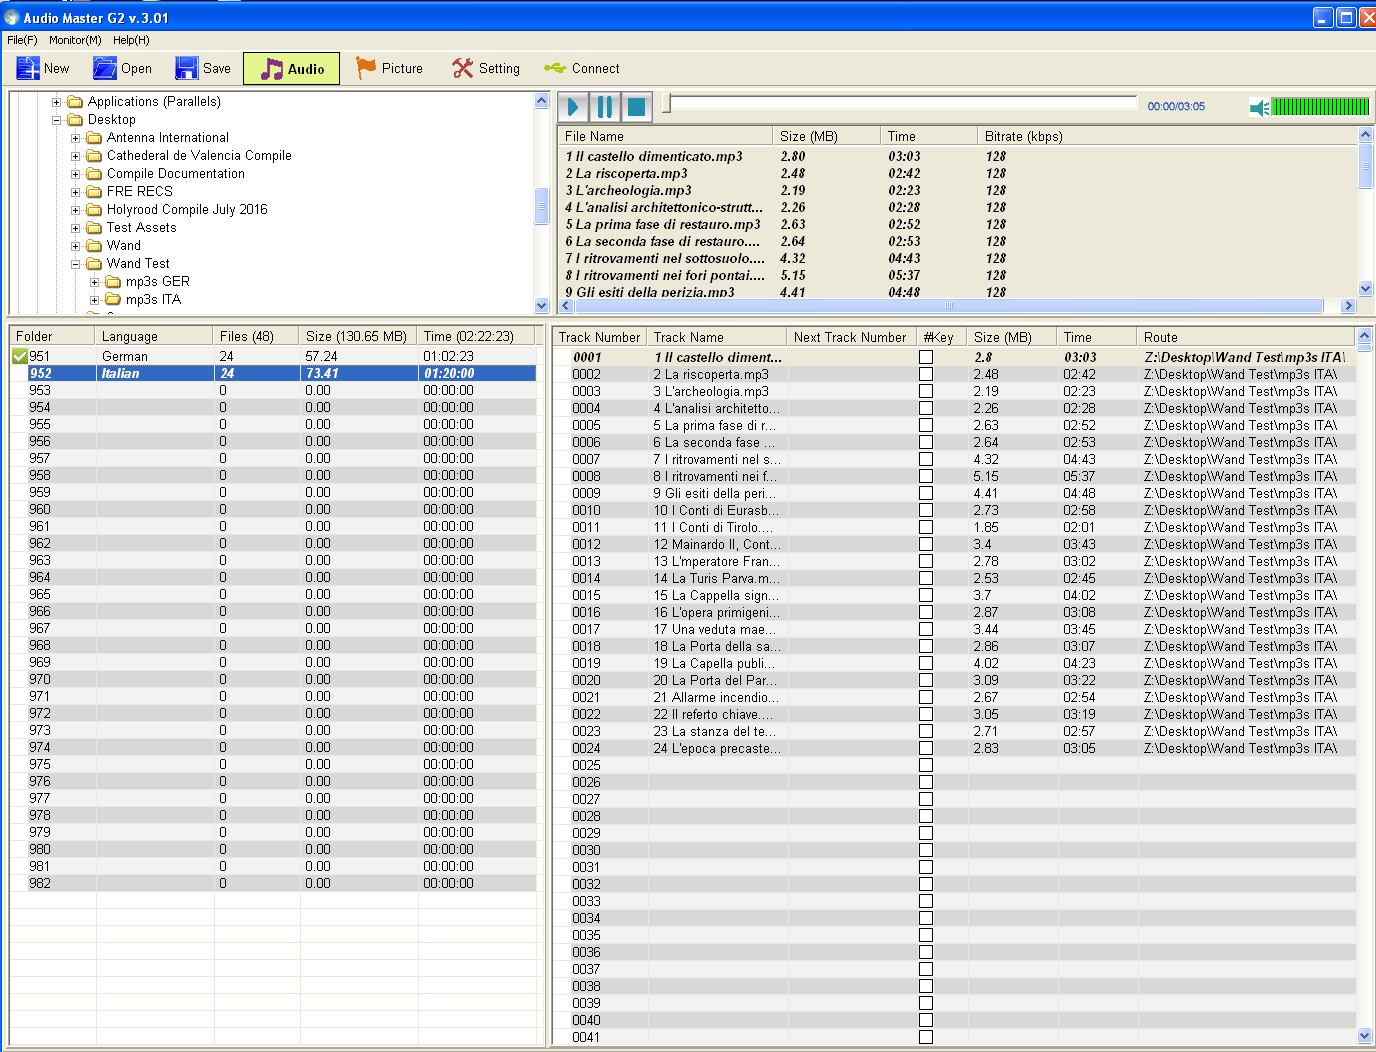 Audio Master G2 v.3.01
File(F) Monitor(M) Help(H)
New Open Save Audio Picture Setting Connect
Applications (Parallels)
Desktop
Antenna International
Cathederal de Valencia Compile
Compile Documentation
FRE RECS
Holyrood Compile July 2016
Test Assets
Wand
Wand Test
mp3s GER
mp3s ITA
00:00/03:05
File Name Size (MB) Time Bitrate (kbps)
1 Il castello dimenticato.mp3 2.80 03:03 128
2 La riscoperta.mp3 2.48 02:42 128
3 L'archeologia.mp3 2.19 02:23 128
4 L'analisi architettonico-strutt... 2.26 02:28 128
5 La prima fase di restauro.mp3 2.63 02:52 128
6 La seconda fase di restauro.... 2.64 02:53 128
7 I ritrovamenti nel sottosuolo.... 4.32 04:43 128
8 I ritrovamenti nei fori pontai.... 5.15 05:37 128
9 Gli esiti della perizia.mp3 4.41 04:48 128
Folder Language Files (48) Size (130.65 MB) Time (02:22:23)
951 German 24 57.24 01:02:23
952 Italian 24 73.41 01:20:00
953 0 0.00 00:00:00
954 0 0.00 00:00:00
955 0 0.00 00:00:00
956 0 0.00 00:00:00
957 0 0.00 00:00:00
958 0 0.00 00:00:00
959 0 0.00 00:00:00
960 0 0.00 00:00:00
961 0 0.00 00:00:00
962 0 0.00 00:00:00
963 0 0.00 00:00:00
964 0 0.00 00:00:00
965 0 0.00 00:00:00
966 0 0.00 00:00:00
967 0 0.00 00:00:00
968 0 0.00 00:00:00
969 0 0.00 00:00:00
970 0 0.00 00:00:00
971 0 0.00 00:00:00
972 0 0.00 00:00:00
973 0 0.00 00:00:00
974 0 0.00 00:00:00
975 0 0.00 00:00:00
976 0 0.00 00:00:00
977 0 0.00 00:00:00
978 0 0.00 00:00:00
979 0 0.00 00:00:00
980 0 0.00 00:00:00
981 0 0.00 00:00:00
982 0 0.00 00:00:00
Track Number Track Name Next Track Number #Key Size (MB) Time Route
0001 1 Il castello diment... 2.8 03:03 Z:\Desktop\Wand Test\mp3s ITA\
0002 2 La riscoperta.mp3 2.48 02:42 Z:\Desktop\Wand Test\mp3s ITA\
0003 3 L'archeologia.mp3 2.19 02:23 Z:\Desktop\Wand Test\mp3s ITA\
0004 4 L'analisi architetto... 2.26 02:28 Z:\Desktop\Wand Test\mp3s ITA\
0005 5 La prima fase di r... 2.63 02:52 Z:\Desktop\Wand Test\mp3s ITA\
0006 6 La seconda fase ... 2.64 02:53 Z:\Desktop\Wand Test\mp3s ITA\
0007 7 I ritrovamenti nel s... 4.32 04:43 Z:\Desktop\Wand Test\mp3s ITA\
0008 8 I ritrovamenti nei f... 5.15 05:37 Z:\Desktop\Wand Test\mp3s ITA\
0009 9 Gli esiti della peri... 4.41 04:48 Z:\Desktop\Wand Test\mp3s ITA\
0010 10 I Conti di Eurasb... 2.73 02:58 Z:\Desktop\Wand Test\mp3s ITA\
0011 11 I Conti di Tirolo.... 1.85 02:01 Z:\Desktop\Wand Test\mp3s ITA\
0012 12 Mainardo II, Cont... 3.4 03:43 Z:\Desktop\Wand Test\mp3s ITA\
0013 13 L'mperatore Fran... 2.78 03:02 Z:\Desktop\Wand Test\mp3s ITA\
0014 14 La Turis Parva.m... 2.53 02:45 Z:\Desktop\Wand Test\mp3s ITA\
0015 15 La Cappella sign... 3.7 04:02 Z:\Desktop\Wand Test\mp3s ITA\
0016 16 L'opera primigeni... 2.87 03:08 Z:\Desktop\Wand Test\mp3s ITA\
0017 17 Una veduta mae... 3.44 03:45 Z:\Desktop\Wand Test\mp3s ITA\
0018 18 La Porta della sa... 2.86 03:07 Z:\Desktop\Wand Test\mp3s ITA\
0019 19 La Capella publi... 4.02 04:23 Z:\Desktop\Wand Test\mp3s ITA\
0020 20 La Porta del Par... 3.09 03:22 Z:\Desktop\Wand Test\mp3s ITA\
0021 21 Allarme incendio... 2.67 02:54 Z:\Desktop\Wand Test\mp3s ITA\
0022 22 Il referto chiave.... 3.05 03:19 Z:\Desktop\Wand Test\mp3s ITA\
0023 23 La stanza del te... 2.71 02:57 Z:\Desktop\Wand Test\mp3s ITA\
0024 24 L'epoca precaste... 2.83 03:05 Z:\Desktop\Wand Test\mp3s ITA\
0025
0026
0027
0028
0029
0030
0031
0032
0033
0034
0035
0036
0037
0038
0039
0040
0041